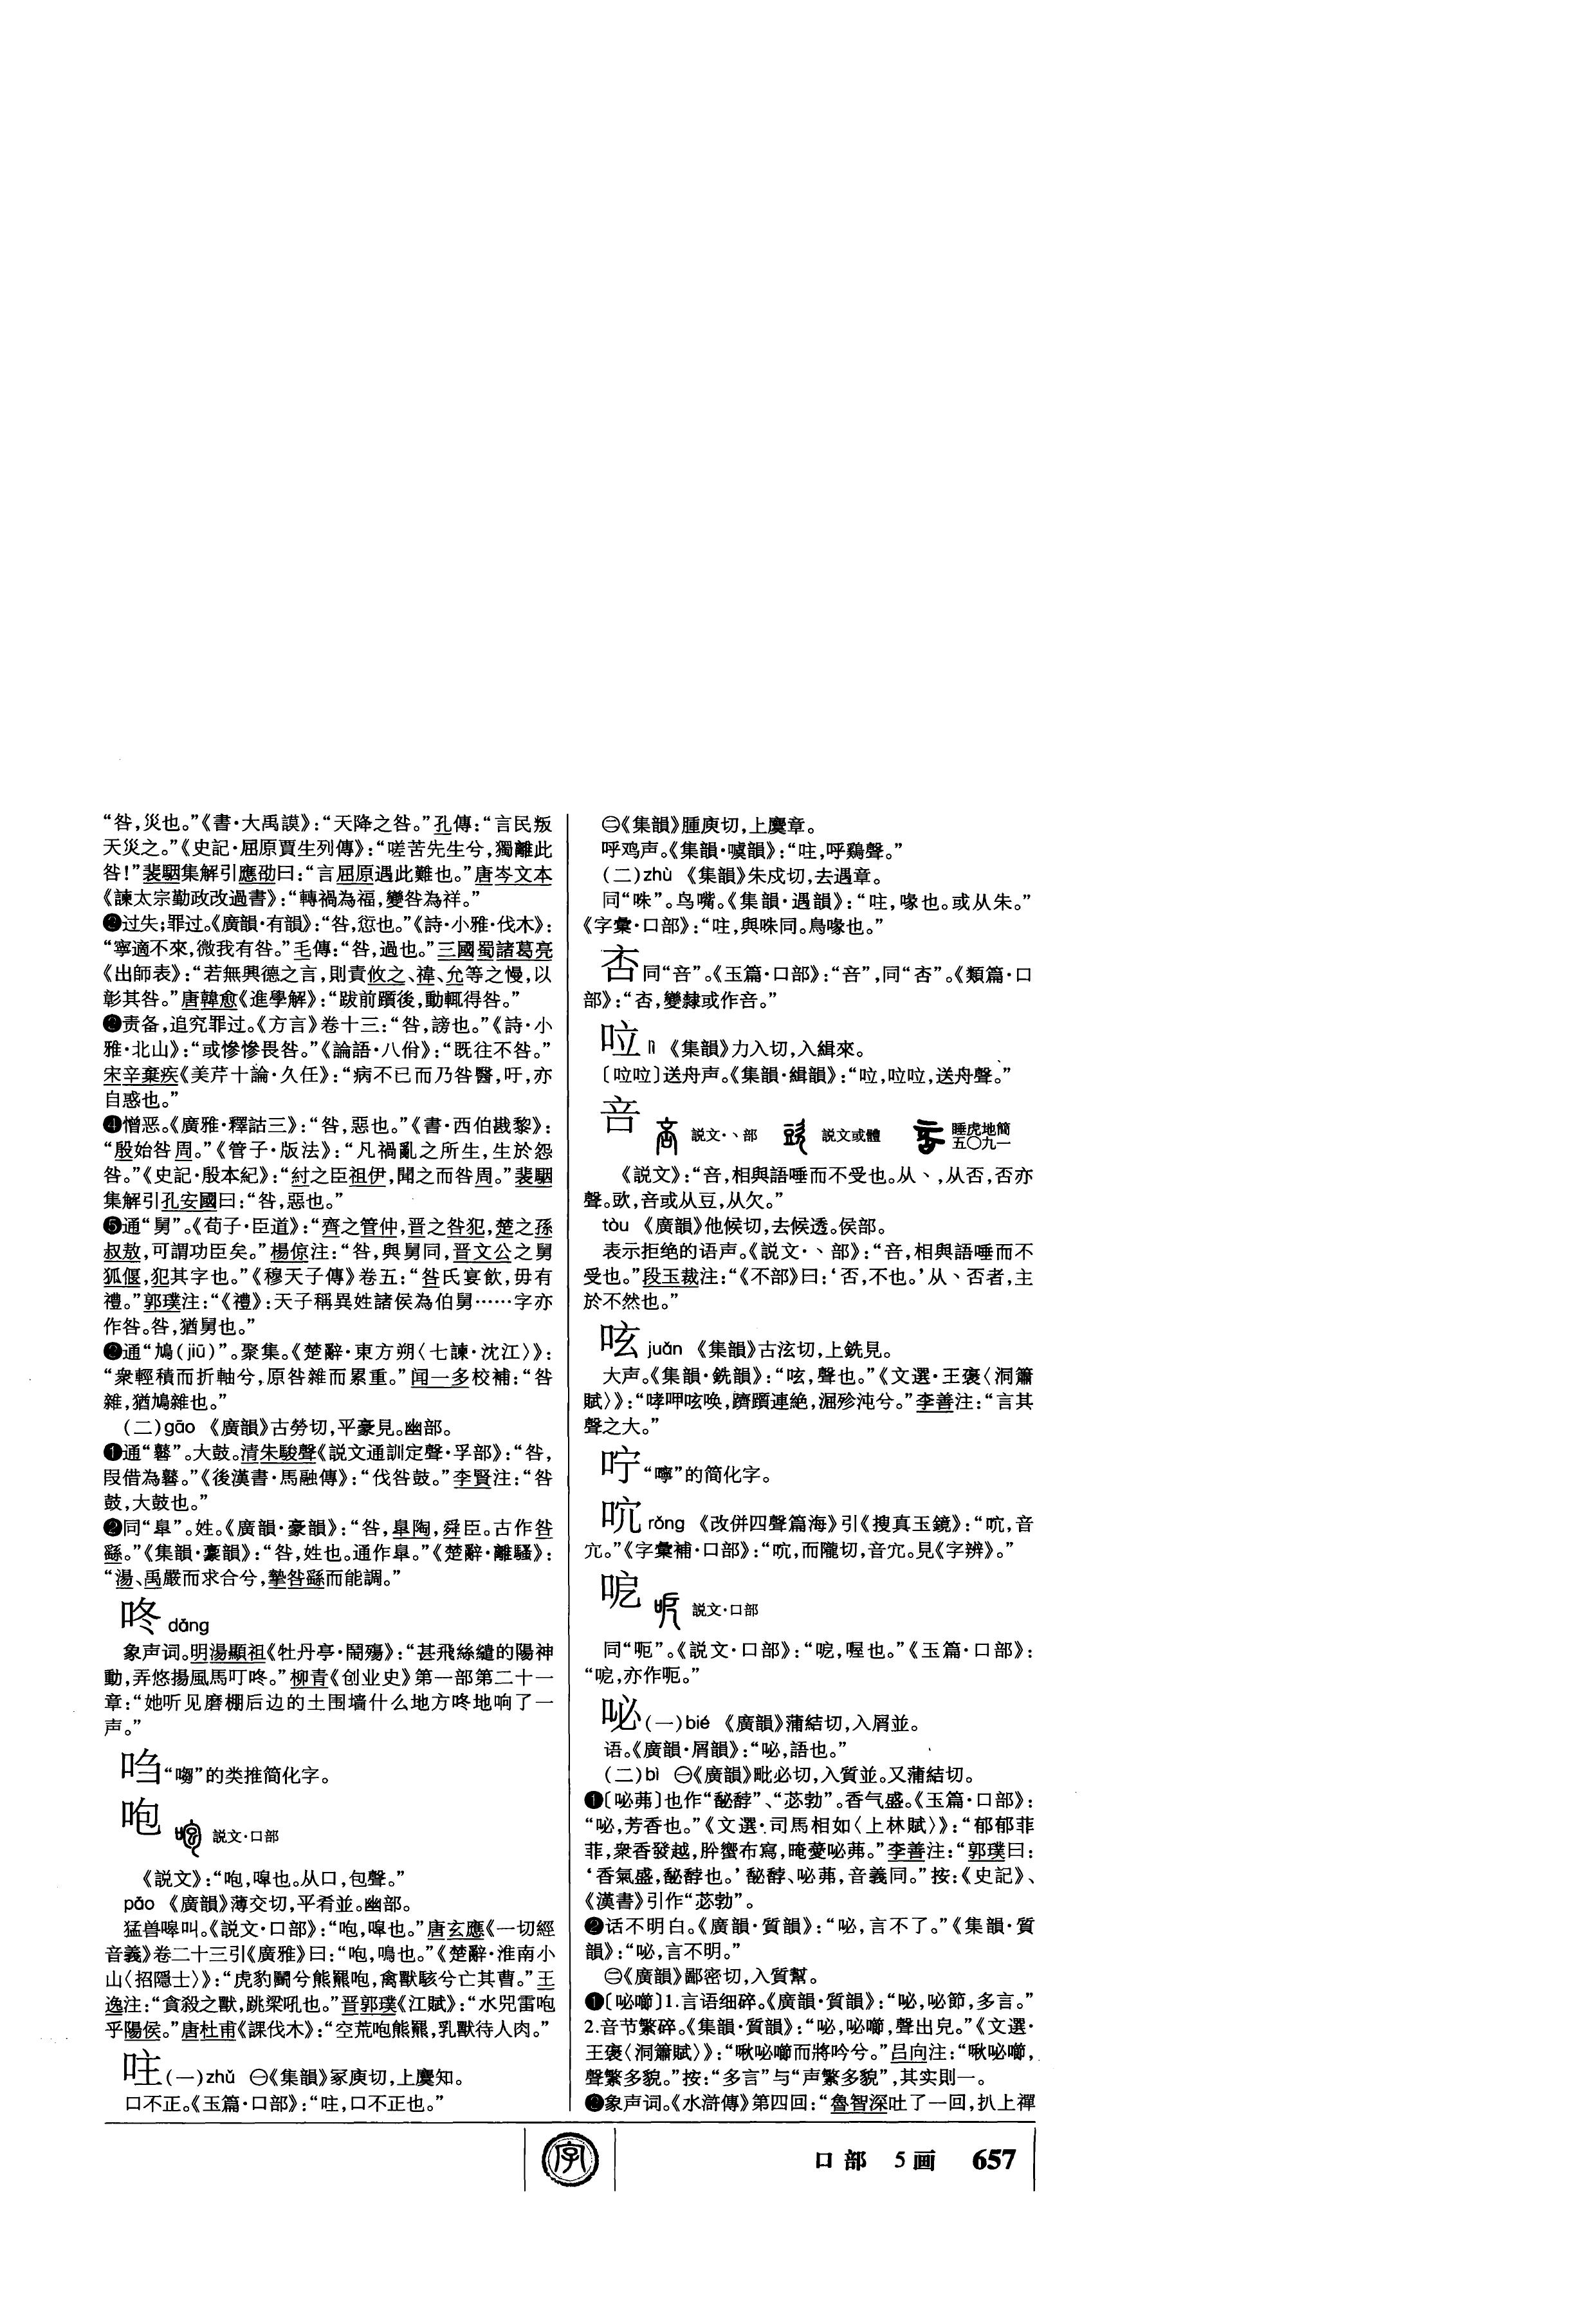 “咎，災也。”《書·大禹謨》：“天降之咎。”孔傳：“言民叛
天災之。”《史記·屈原賈生列傳》：“嗟苦先生兮，獨離此
咎！”裴駰集解引應劭曰：“言屈原遇此難也。”唐岑文本
《諫太宗勤政改過書》：“轉禍為福，變咎為祥。”
❷过失；罪过。《廣韻·有韻》：“咎，愆也。”《詩·小雅·伐木》：
“寧適不來，微我有咎。”毛傳：“咎，過也。”三國蜀諸葛亮
《出師表》：“若無興德之言，則責攸之、禕、允等之慢，以
彰其咎。”唐韓愈《進學解》：“跋前躓後，動輒得咎。”
❸责备，追究罪过。《方言》卷十三：“咎，謗也。”《詩·小
雅·北山》：“或慘慘畏咎。”《論語·八佾》：“既往不咎。”
宋辛棄疾《美芹十論·久任》：“病不已而乃咎醫，吁，亦
自惑也。”
❹憎恶。《廣雅·釋詁三》：“咎，惡也。”《書·西伯戡黎》：
“殷始咎周。”《管子·版法》：“凡禍亂之所生，生於怨
咎。”《史記·殷本紀》：“紂之臣祖伊，聞之而咎周。”裴駰
集解引孔安國曰：“咎，惡也。”
❺通“舅”。《荀子·臣道》：“齊之管仲，晋之咎犯，楚之孫
叔敖，可謂功臣矣。”楊倞注：“咎，與舅同，晋文公之舅
狐偃，犯其字也。”《穆天子傳》卷五：“咎氏宴飲，毋有
禮。”郭璞注：“《禮》：天子稱異姓諸侯為伯舅……字亦
作咎。咎，猶舅也。”
❻通“鳩(jiū)”。聚集。《楚辭·東方朔〈七諫·沈江〉》：
“衆輕積而折軸兮，原咎雜而累重。”闻一多校補：“咎
雜，猶鳩雜也。”
(二)gāo 《廣韻》古勞切，平豪見。幽部。
❶通“鼛”。大鼓。清朱駿聲《説文通訓定聲·孚部》：“咎，
叚借為鼛。”《後漢書·馬融傳》：“伐咎鼓。”李賢注：“咎
鼓，大鼓也。”
❷同“臯”。姓。《廣韻·豪韻》：“咎，臯陶，舜臣。古作咎
繇。”《集韻·豪韻》：“咎，姓也。通作臯。”《楚辭·離騷》：
“湯、禹嚴而求合兮，摯咎繇而能調。”
咚 dōng
象声词。明湯顯祖《牡丹亭·鬧殤》：“甚飛絲繾的陽神
動，弄悠揚風馬叮咚。”柳青《创业史》第一部第二十一
章：“她听见磨棚后边的土围墙什么地方咚地响了一
声。”
㕰“㗙”的类推简化字。
咆 説文·口部
《説文》：“咆，嘷也。从口，包聲。”
páo 《廣韻》薄交切，平肴並。幽部。
猛兽嗥叫。《説文·口部》：“咆，嘷也。”唐玄應《一切經
音義》卷二十三引《廣雅》曰：“咆，鳴也。”《楚辭·淮南小
山〈招隱士〉》：“虎豹鬭兮熊羆咆，禽獸駭兮亡其曹。”王
逸注：“貪殺之獸，跳梁吼也。”晋郭璞《江賦》：“水兕雷咆
乎陽侯。”唐杜甫《課伐木》：“空荒咆熊羆，乳獸待人肉。”
咮(一)zhǔ ㊀《集韻》冢庾切，上麌知。
口不正。《玉篇·口部》：“㕑，口不正也。”
㊁《集韻》腫庾切，上麌章。
呼鸡声。《集韻·噳韻》：“咤，呼鷄聲。”
(二)zhù 《集韻》朱戍切，去遇章。
同“咮”。鸟嘴。《集韻·遇韻》：“咤，喙也。或从朱。”
《字彙·口部》：“咤，與咮同。鳥喙也。”
杏同“咅”。《玉篇·口部》：“咅”，同“杏”。《類篇·口
部》：“杏，變隸或作咅。”
㕸 lì 《集韻》力入切，入緝來。
〔㕸㕸〕送舟声。《集韻·緝韻》：“㕸，㕸㕸，送舟聲。”
咅 説文·丶部 説文或體 睡虎地簡
五〇九一
《説文》：“咅，相與語唾而不受也。从丶，从否，否亦
聲。㰯，咅或从豆，从欠。”
tòu 《廣韻》他候切，去候透。侯部。
表示拒绝的语声。《説文·丶部》：“咅，相與語唾而不
受也。”段玉裁注：“《不部》曰：‘否，不也。’从丶否者，主
於不然也。”
呟 juǎn 《集韻》古泫切，上銑見。
大声。《集韻·銑韻》：“呟，聲也。”《文選·王褒〈洞簫
賦〉》：“哮呷呟唤，躋躓連絶，淈殄沌兮。”李善注：“言其
聲之大。”
咛“嚀”的简化字。
㕴 rǒng 《改併四聲篇海》引《搜真玉鏡》：“㕴，音
宂。”《字彙補·口部》：“㕴，而隴切，音宂。見《字辨》。”
呝 説文·口部
同“呃”。《説文·口部》：“呝，喔也。”《玉篇·口部》：
“呝，亦作呃。”
咇(一)bié 《廣韻》蒲結切，入屑並。
语。《廣韻·屑韻》：“咇，語也。”
(二)bì ㊀《廣韻》毗必切，入質並。又蒲結切。
❶〔咇茀〕也作“馝馞”、“苾勃”。香气盛。《玉篇·口部》：
“咇，芳香也。”《文選·司馬相如〈上林賦〉》：“郁郁菲
菲，衆香發越，肸蠁布寫，晻薆咇茀。”李善注：“郭璞曰：
‘香氣盛，馝馞也。’馝馞、咇茀，音義同。”按：《史記》、
《漢書》引作“苾勃”。
❷话不明白。《廣韻·質韻》：“咇，言不了。”《集韻·質
韻》：“咇，言不明。”
㊁《廣韻》鄙密切，入質幫。
❶〔咇㘉〕1.言语细碎。《廣韻·質韻》：“咇，咇節，多言。”
2.音节繁碎。《集韻·質韻》：“咇，咇㘉，聲出皃。”《文選·
王褒〈洞簫賦〉》：“啾咇㘉而將吟兮。”吕向注：“啾咇㘉，
聲繁多貌。”按：“多言”与“声繁多貌”，其实則一。
❷象声词。《水滸傳》第四回：“魯智深吐了一回，扒上禪
字
口部 5画 657